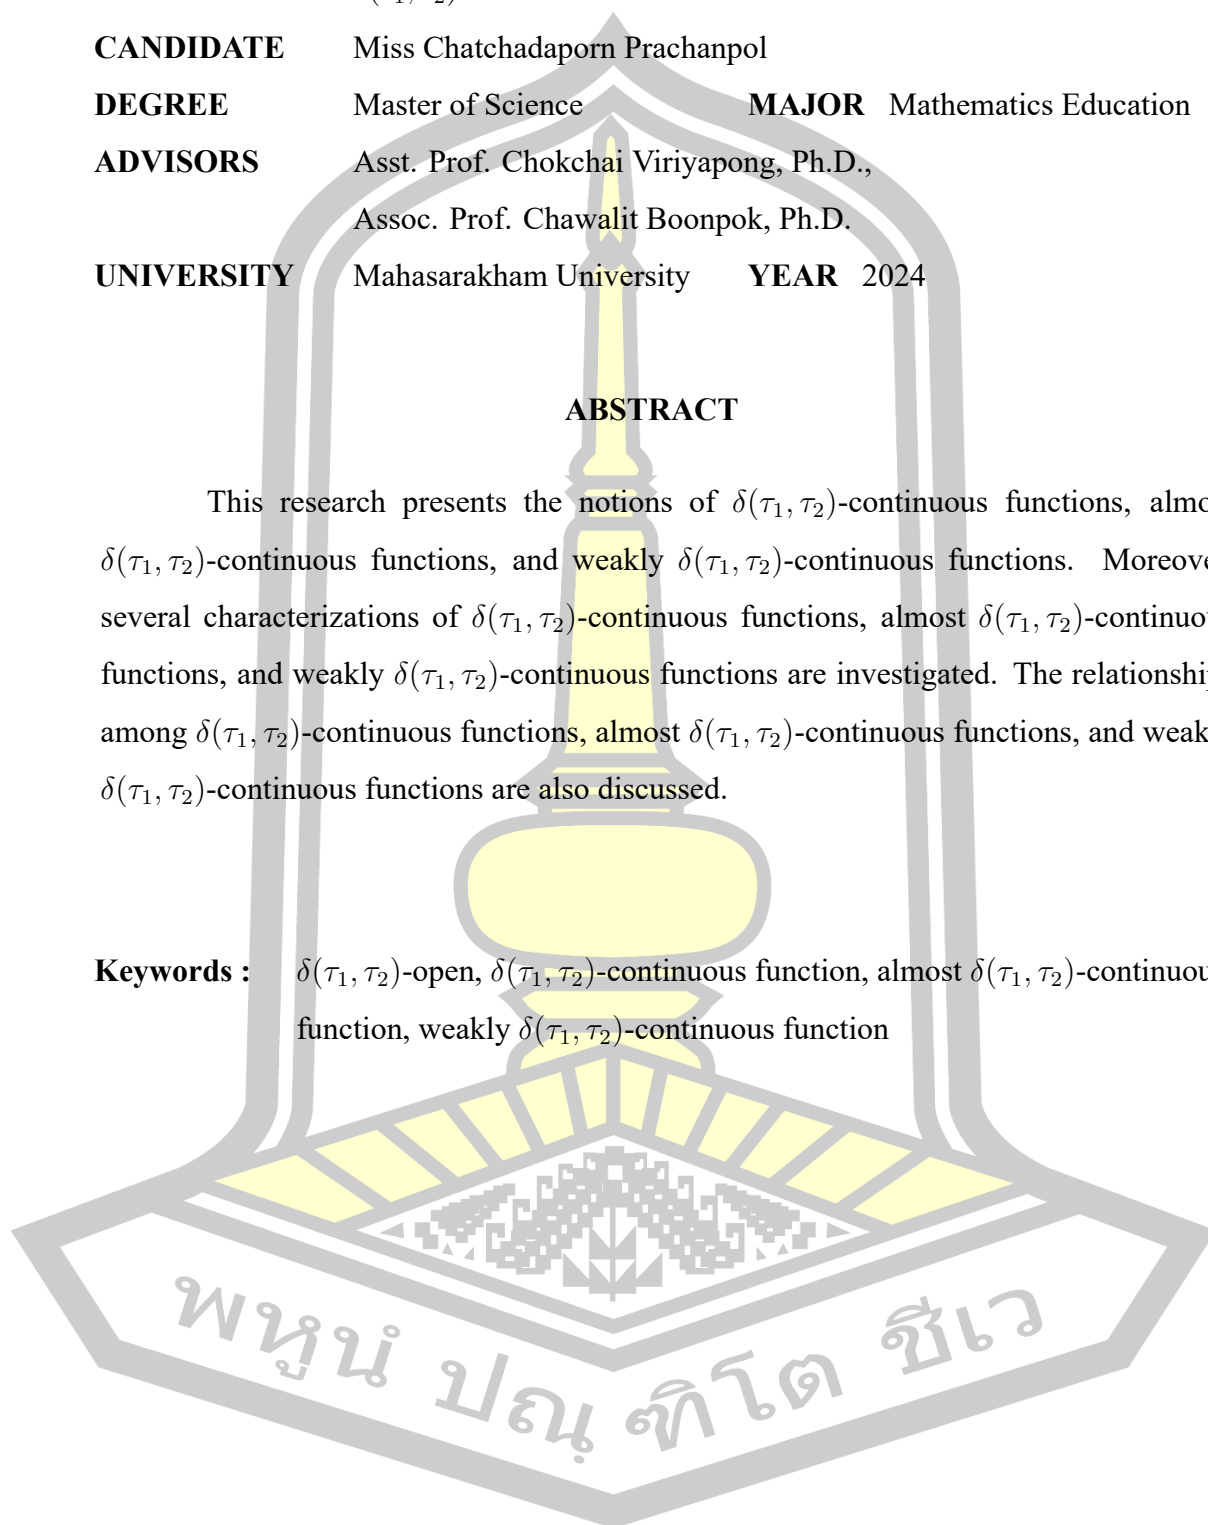 CANDIDATE Miss Chatchadaporn Prachanpol
DEGREE Master of Science MAJOR Mathematics Education
ADVISORS Asst. Prof. Chokchai Viriyapong, Ph.D.,
Assoc. Prof. Chawalit Boonpok, Ph.D.
UNIVERSITY Mahasarakham University YEAR 2024
ABSTRACT
This research presents the notions of δ(τ₁, τ₂)-continuous functions, almo
δ(τ₁, τ₂)-continuous functions, and weakly δ(τ₁, τ₂)-continuous functions. Moreove
several characterizations of δ(τ₁, τ₂)-continuous functions, almost δ(τ₁, τ₂)-continuou
functions, and weakly δ(τ₁, τ₂)-continuous functions are investigated. The relationship
among δ(τ₁, τ₂)-continuous functions, almost δ(τ₁, τ₂)-continuous functions, and weak
δ(τ₁, τ₂)-continuous functions are also discussed.
Keywords : δ(τ₁, τ₂)-open, δ(τ₁, τ₂)-continuous function, almost δ(τ₁, τ₂)-continuou
function, weakly δ(τ₁, τ₂)-continuous function
พหูนํ ปณฺฑิโต ชีเว